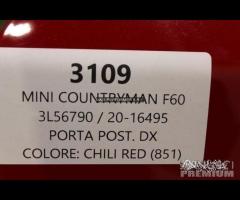 3109
MINI COUNTRYMAN F60
3L56790 / 20-16495
PORTA POST. DX
COLORE: CHILI RED (851)
PREMIUM